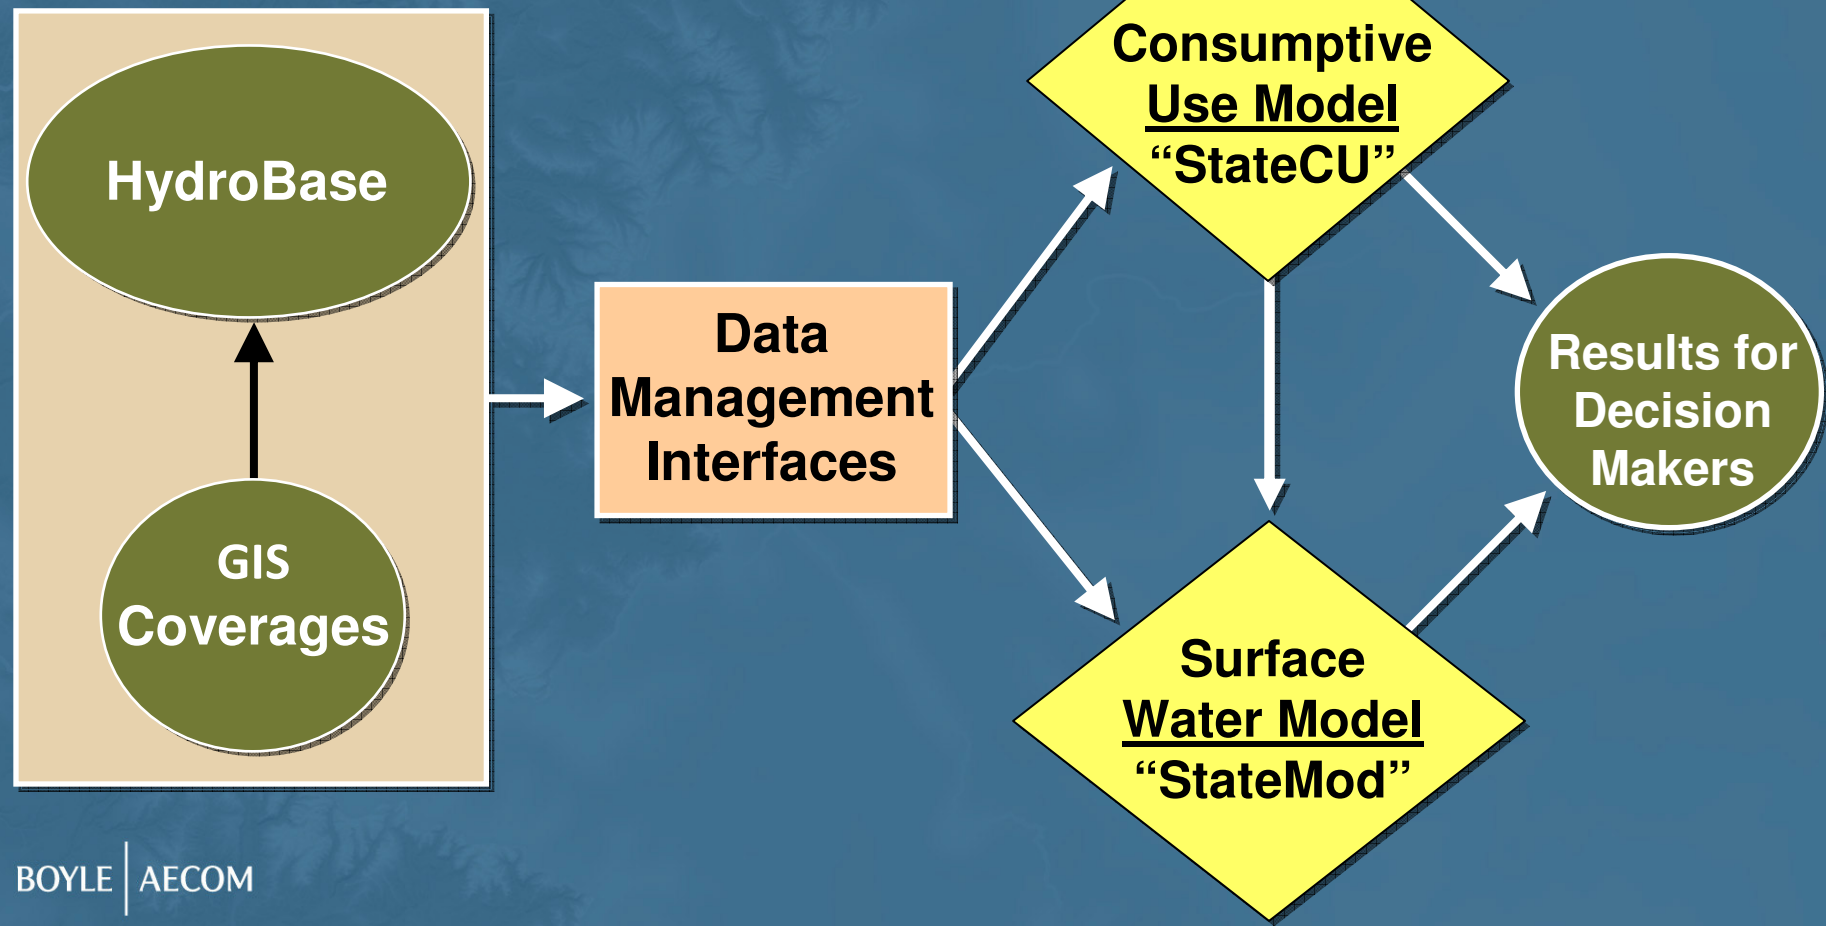 HydroBase
GIS
Coverages
Data
Management
Interfaces
Consumptive
Use Model
“StateCU”
Surface
Water Model
“StateMod”
Results for
Decision
Makers
BOYLE | AECOM